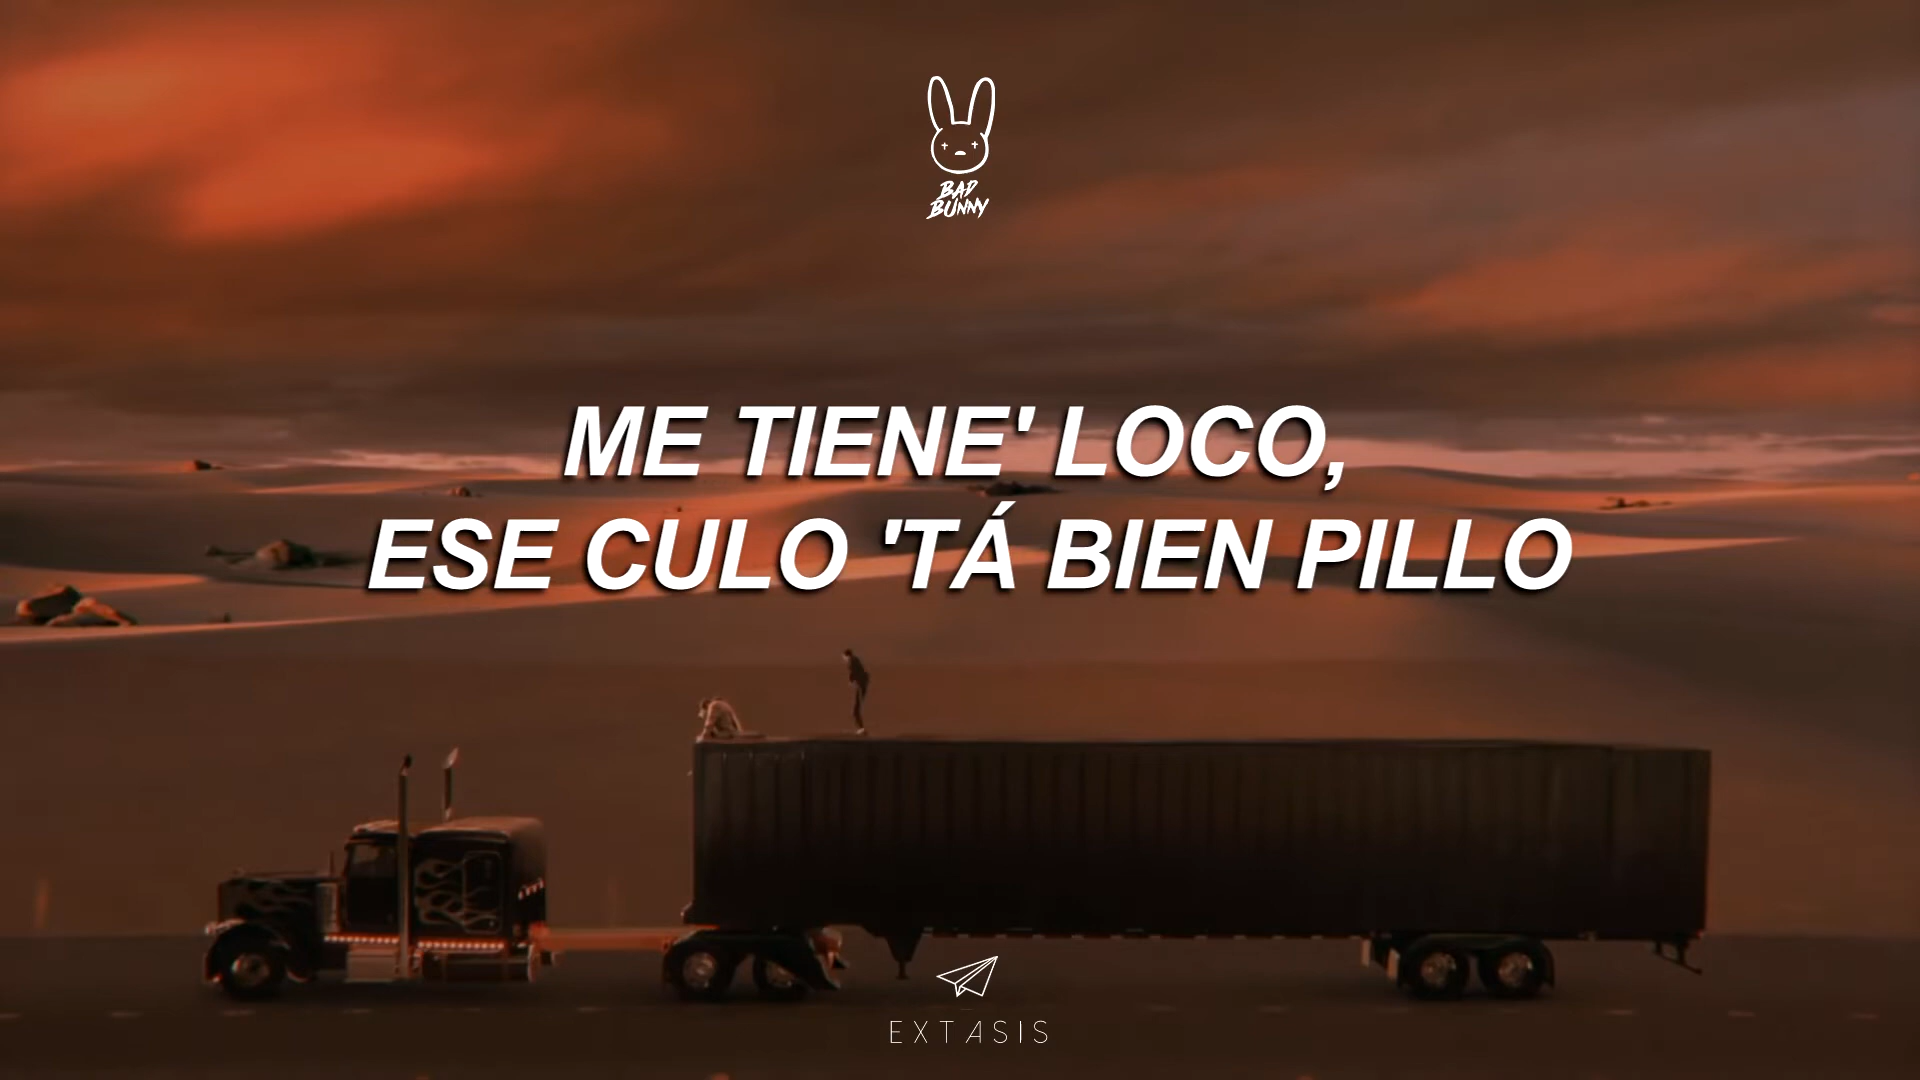 BAD
BUNNY
ME TIENE' LOCO,
ESE CULO 'TÁ BIEN PILLO
EXTASIS